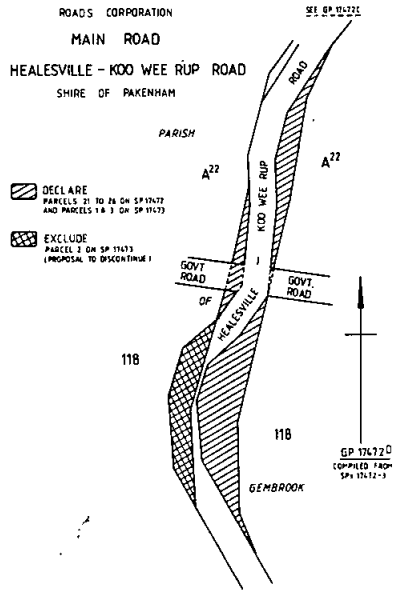 ROADS CORPORATION
SEE GP 17472C
MAIN ROAD
HEALESVILLE - KOO WEE RUP ROAD
SHIRE OF PAKENHAM
ROAD
PARISH
A22
A22
KOO WEE RUP
DECLARE
PARCELS 21 TO 26 ON SP 17472
AND PARCELS 1 & 3 ON SP 17473
EXCLUDE
PARCEL 2 ON SP 17473
(PROPOSAL TO DISCONTINUE)
GOVT.
ROAD
GOVT.
ROAD
OF
HEALESVILLE
118
118
GP 17472D
COMPILED FROM
SPs 17472-3
GEMBROOK